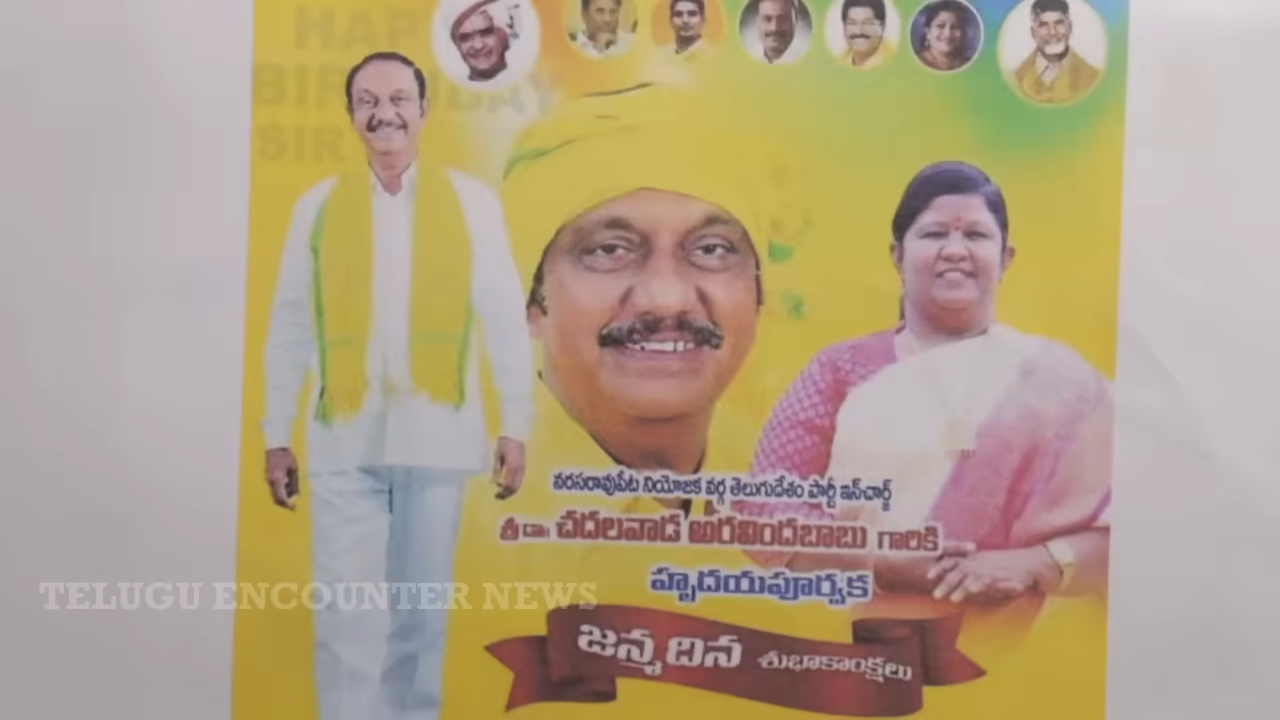 HAPPY
BIRTHDAY
SIR
నరసరావుపేట నియోజక వర్గ తెలుగుదేశం పార్టీ ఇన్‌చార్జ్
శ్రీ డా॥ చదలవాడ అరవిందబాబు గారికి
హృదయపూర్వక
TELUGU ENCOUNTER NEWS
జన్మదిన శుభాకాంక్షలు